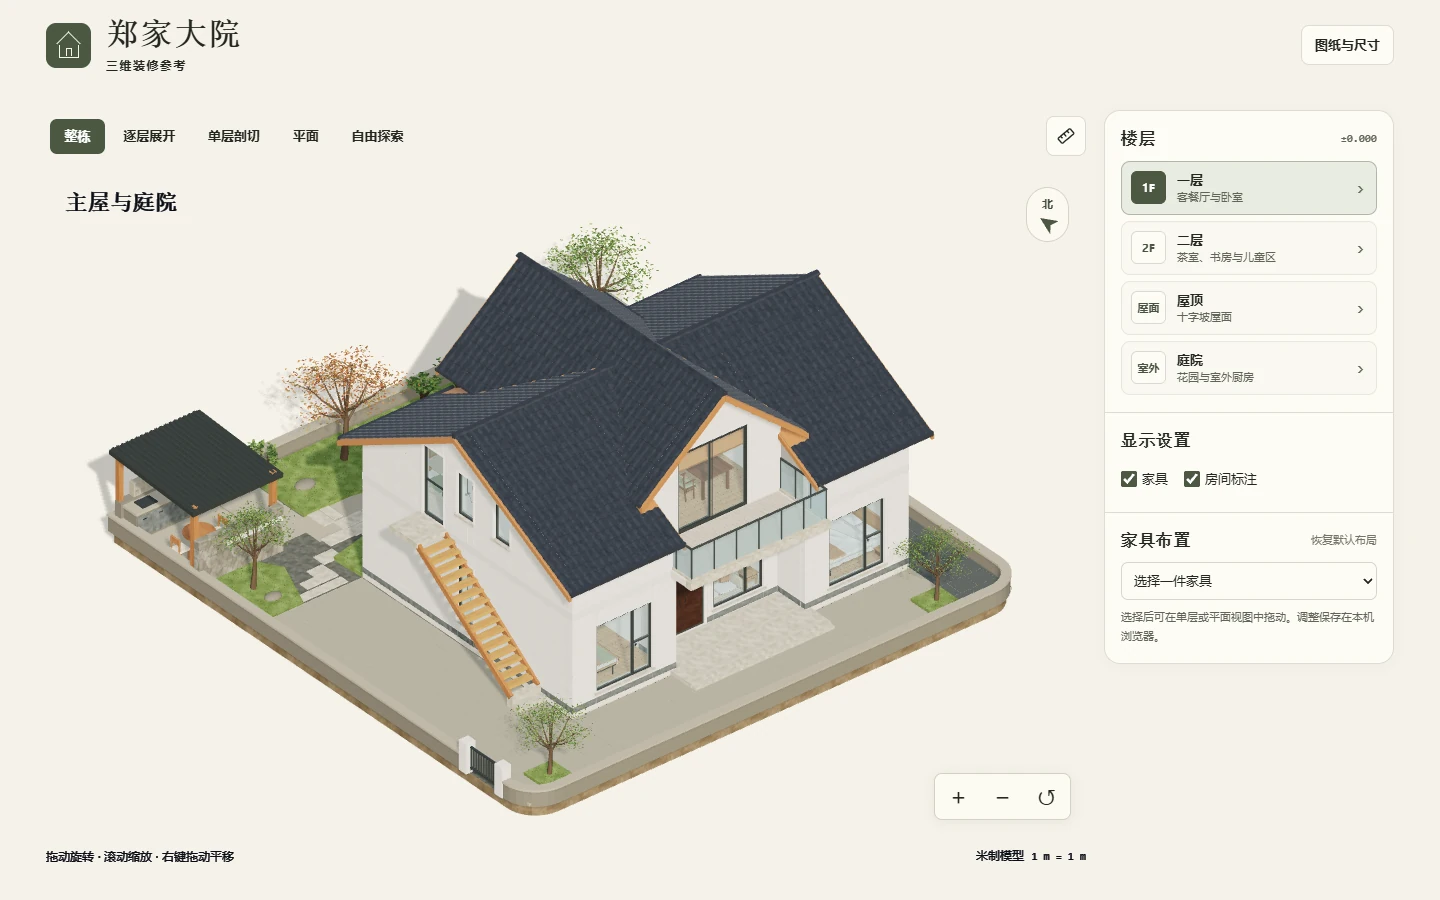 郑家大院
三维装修参考
图纸与尺寸
整栋
逐层展开
单层剖切
平面
自由探索
主屋与庭院
北
楼层
±0.000
1F
一层
客餐厅与卧室
2F
二层
茶室、书房与儿童区
屋面
屋顶
十字坡屋面
室外
庭院
花园与室外厨房
显示设置
家具
房间标注
家具布置
恢复默认布局
选择一件家具
选择后可在单层或平面视图中拖动。调整保存在本机
浏览器。
拖动旋转 · 滚动缩放 · 右键拖动平移
米制模型 1 m = 1 m